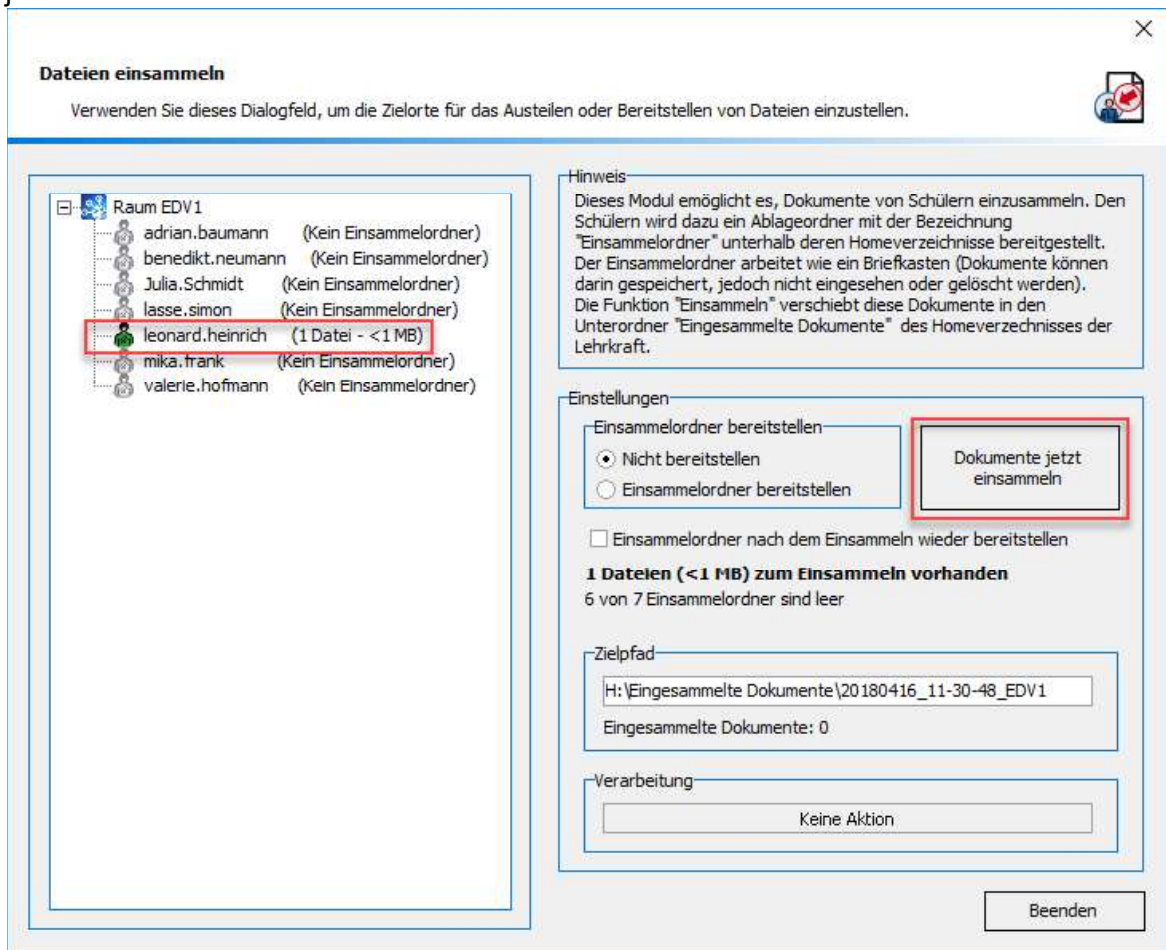 j
Dateien einsammeln
Verwenden Sie dieses Dialogfeld, um die Zielorte für das Austeilen oder Bereitstellen von Dateien einzustellen.
Raum EDV1
adrian.baumann (Kein Einsammelordner)
benedikt.neumann (Kein Einsammelordner)
Julia.Schmidt (Kein Einsammelordner)
lasse.simon (Kein Einsammelordner)
leonard.heinrich (1 Datei - <1 MB)
mika.frank (Kein Einsammelordner)
valerie.hofmann (Kein Einsammelordner)
Hinweis
Dieses Modul emöglicht es, Dokumente von Schülern einzusammeln. Den
Schülern wird dazu ein Ablageordner mit der Bezeichnung
"Einsammelordner" unterhalb deren Homeverzeichnisse bereitgestellt.
Der Einsammelordner arbeitet wie ein Briefkasten (Dokumente können
darin gespeichert, jedoch nicht eingesehen oder gelöscht werden).
Die Funktion "Einsammeln" verschiebt diese Dokumente in den
Unterordner "Eingesammelte Dokumente" des Homeverzechnisses der
Lehrkraft.
Einstellungen
Einsammelordner bereitstellen
Nicht bereitstellen
Einsammelordner bereitstellen
Dokumente jetzt
einsammeln
Einsammelordner nach dem Einsammeln wieder bereitstellen
1 Dateien (<1 MB) zum Einsammeln vorhanden
6 von 7 Einsammelordner sind leer
Zielpfad
H:\Eingesammelte Dokumente\20180416_11-30-48_EDV1
Eingesammelte Dokumente: 0
Verarbeitung
Keine Aktion
Beenden